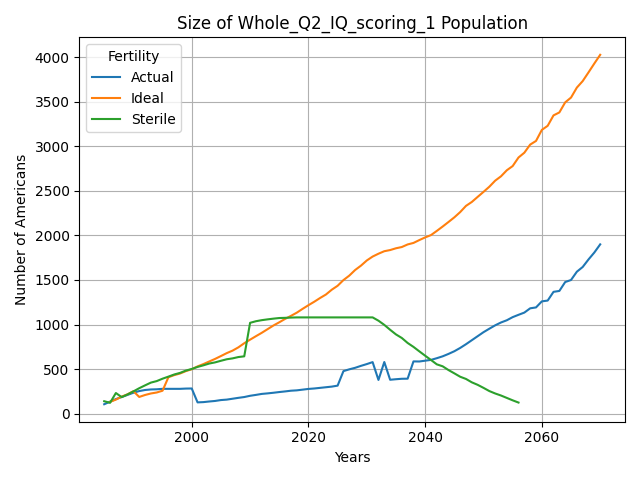 Size of Whole_Q2_IQ_scoring_1 Population
Fertility
Actual
Ideal
Sterile
Number of Americans
4000
3500
3000
2500
2000
1500
1000
500
0
2000
2020
2040
2060
Years